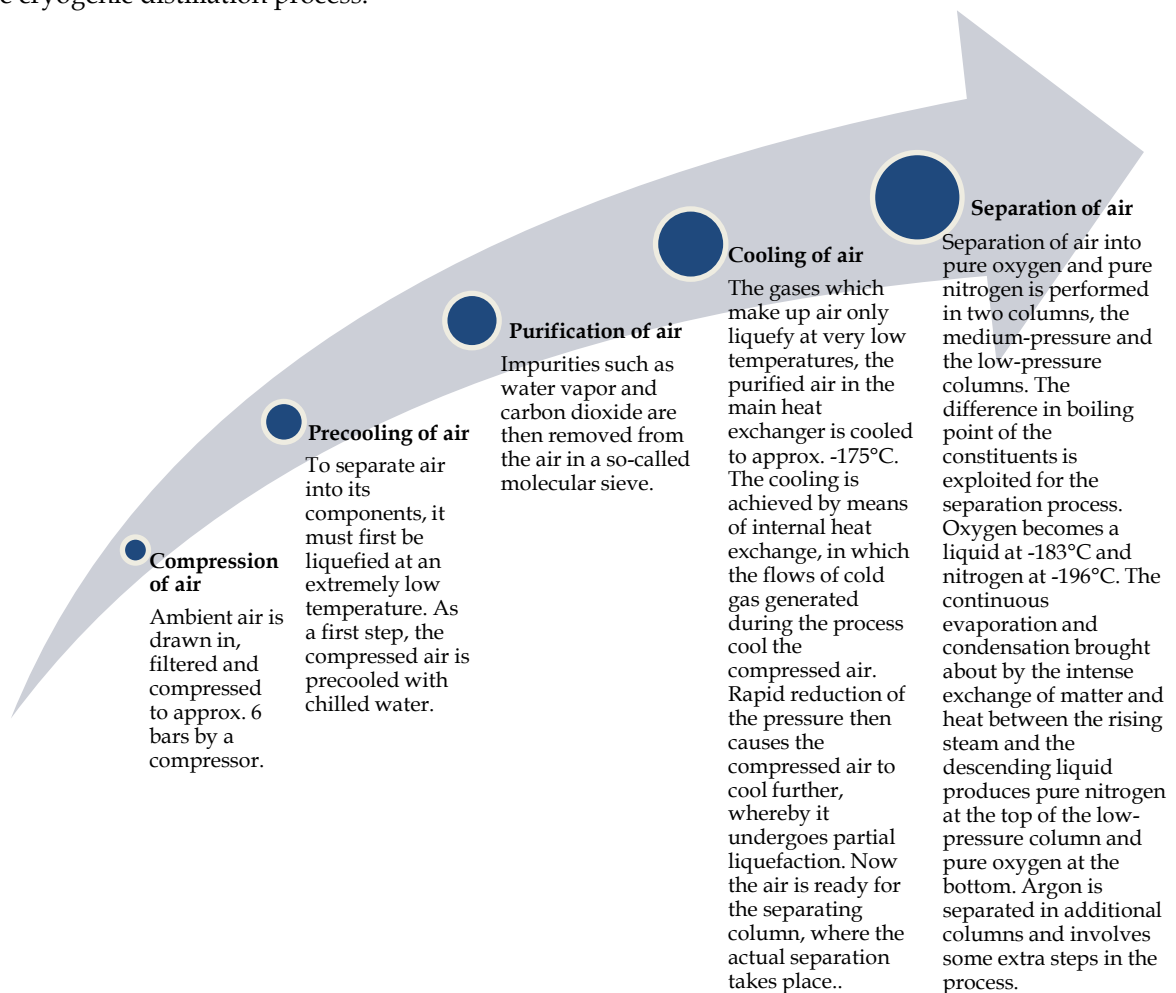 e cryogenic distillation process.
Compression
of air
Ambient air is
drawn in,
filtered and
compressed
to approx. 6
bars by a
compressor.
Precooling of air
To separate air
into its
components, it
must first be
liquefied at an
extremely low
temperature. As
a first step, the
compressed air is
precooled with
chilled water.
Purification of air
Impurities such as
water vapor and
carbon dioxide are
then removed from
the air in a so-called
molecular sieve.
Cooling of air
The gases which
make up air only
liquefy at very low
temperatures, the
purified air in the
main heat
exchanger is cooled
to approx. -175°C.
The cooling is
achieved by means
of internal heat
exchange, in which
the flows of cold
gas generated
during the process
cool the
compressed air.
Rapid reduction of
the pressure then
causes the
compressed air to
cool further,
whereby it
undergoes partial
liquefaction. Now
the air is ready for
the separating
column, where the
actual separation
takes place..
Separation of air
Separation of air into
pure oxygen and pure
nitrogen is performed
in two columns, the
medium-pressure and
the low-pressure
columns. The
difference in boiling
point of the
constituents is
exploited for the
separation process.
Oxygen becomes a
liquid at -183°C and
nitrogen at -196°C. The
continuous
evaporation and
condensation brought
about by the intense
exchange of matter and
heat between the rising
steam and the
descending liquid
produces pure nitrogen
at the top of the low-
pressure column and
pure oxygen at the
bottom. Argon is
separated in additional
columns and involves
some extra steps in the
process.